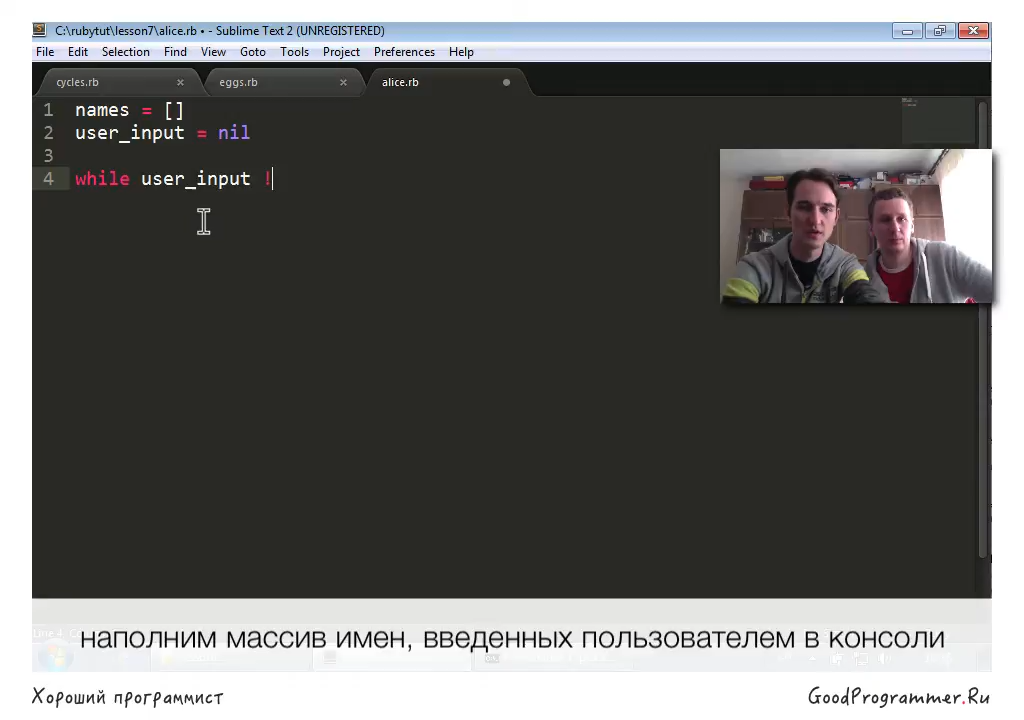 C:\rubytut\lesson7\alice.rb • - Sublime Text 2 (UNREGISTERED)
File Edit Selection Find View Goto Tools Project Preferences Help
cycles.rb × eggs.rb × alice.rb
1 names = []
2 user_input = nil
3
4 while user_input !
наполним массив имен, введенных пользователем в консоли
Хороший программист
GoodProgrammer.Ru